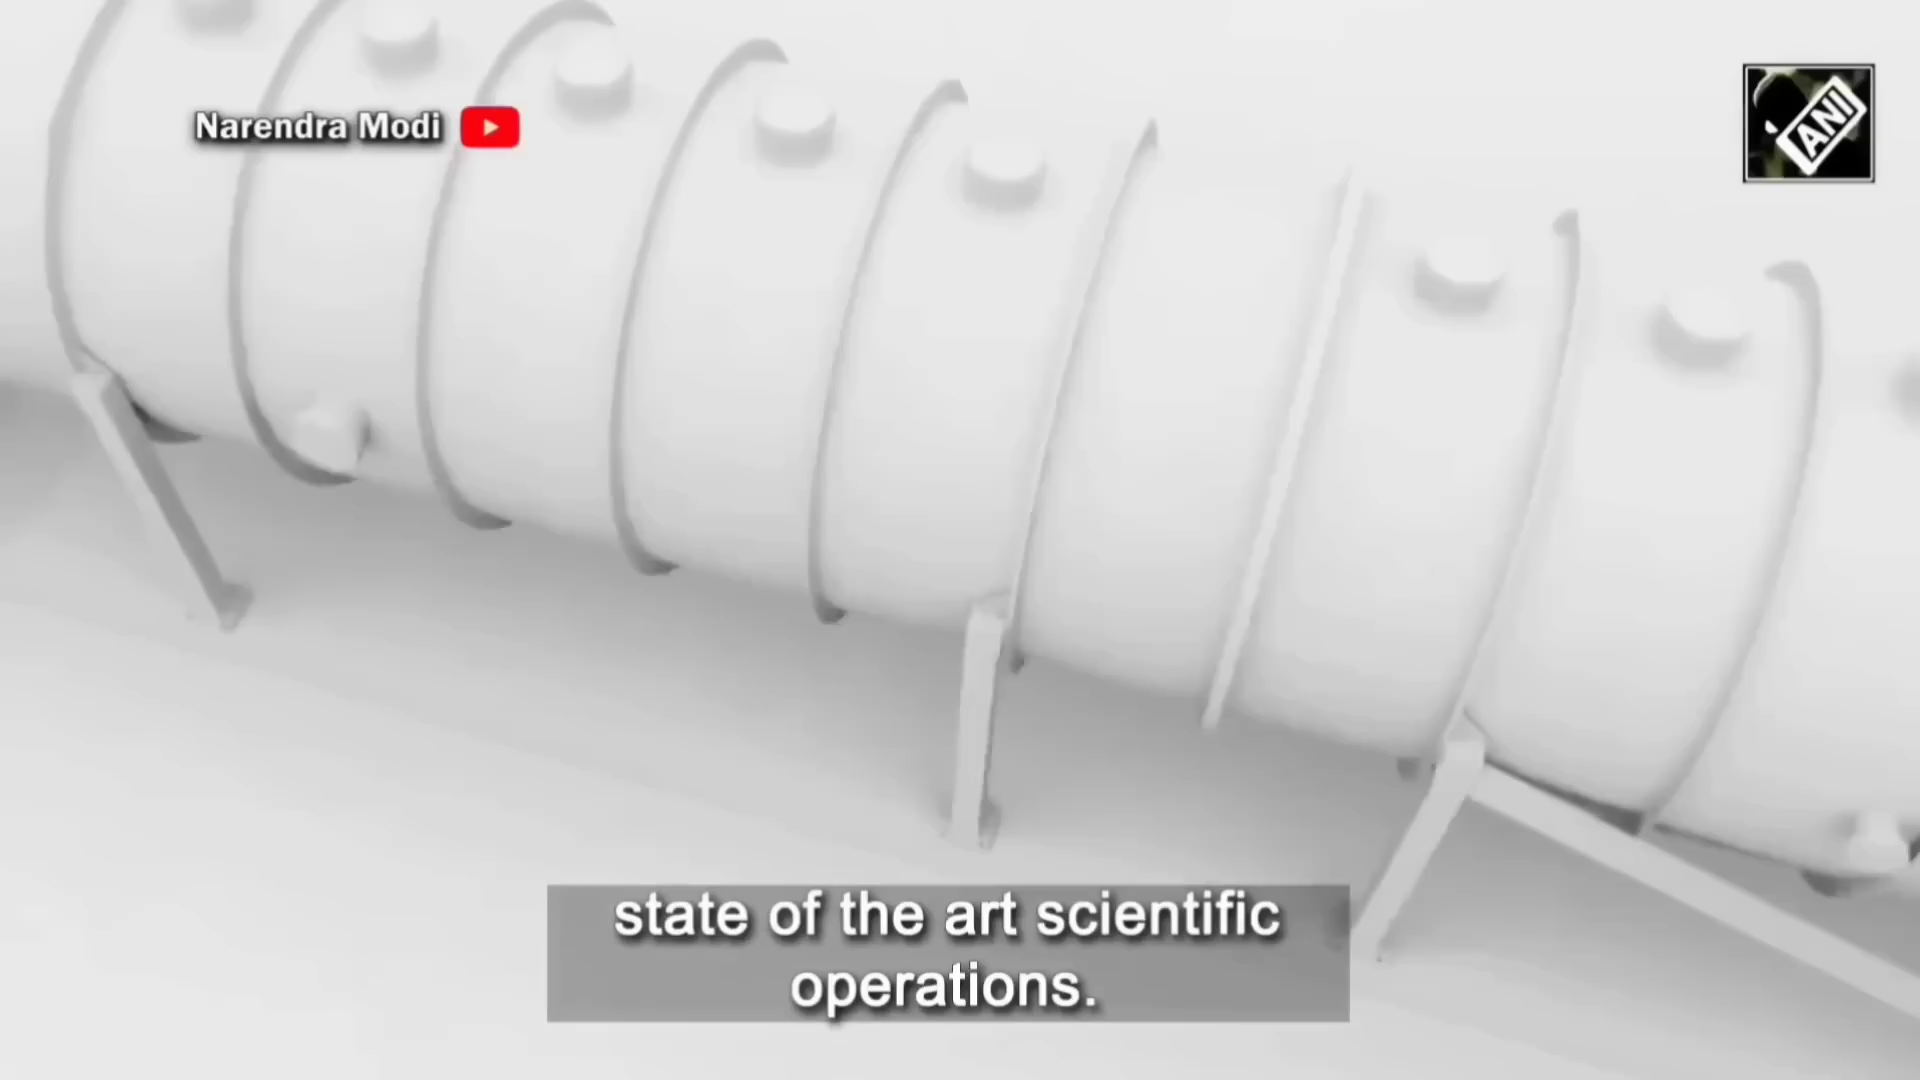 Narendra Modi
ANI
state of the art scientific
operations.